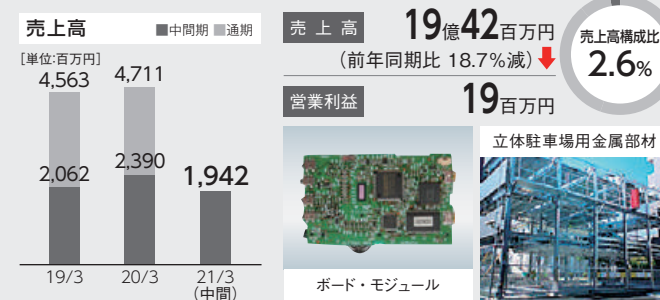 売上高
■中間期 ■通期
[単位:百万円]
4,563
4,711
2,062
2,390
1,942
19/3
20/3
21/3
(中間)
売上高
19億42百万円
(前年同期比 18.7%減)
営業利益
19百万円
売上高構成比
2.6%
ボード・モジュール
立体駐車場用金属部材